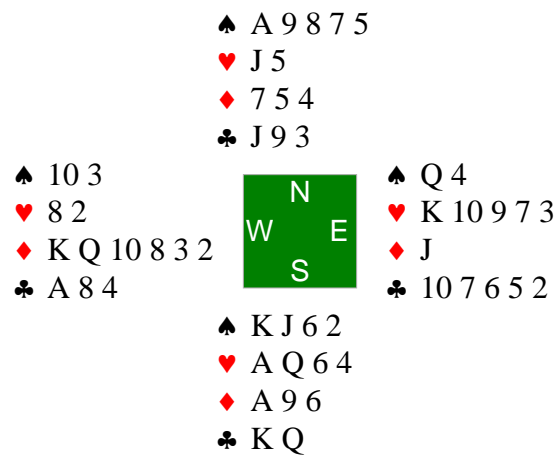 ♠ A 9 8 7 5
♥ J 5
♦ 7 5 4
♣ J 9 3
♠ 10 3
♥ 8 2
♦ K Q 10 8 3 2
♣ A 8 4
N
W E
S
♠ Q 4
♥ K 10 9 7 3
♦ J
♣ 10 7 6 5 2
♠ K J 6 2
♥ A Q 6 4
♦ A 9 6
♣ K Q